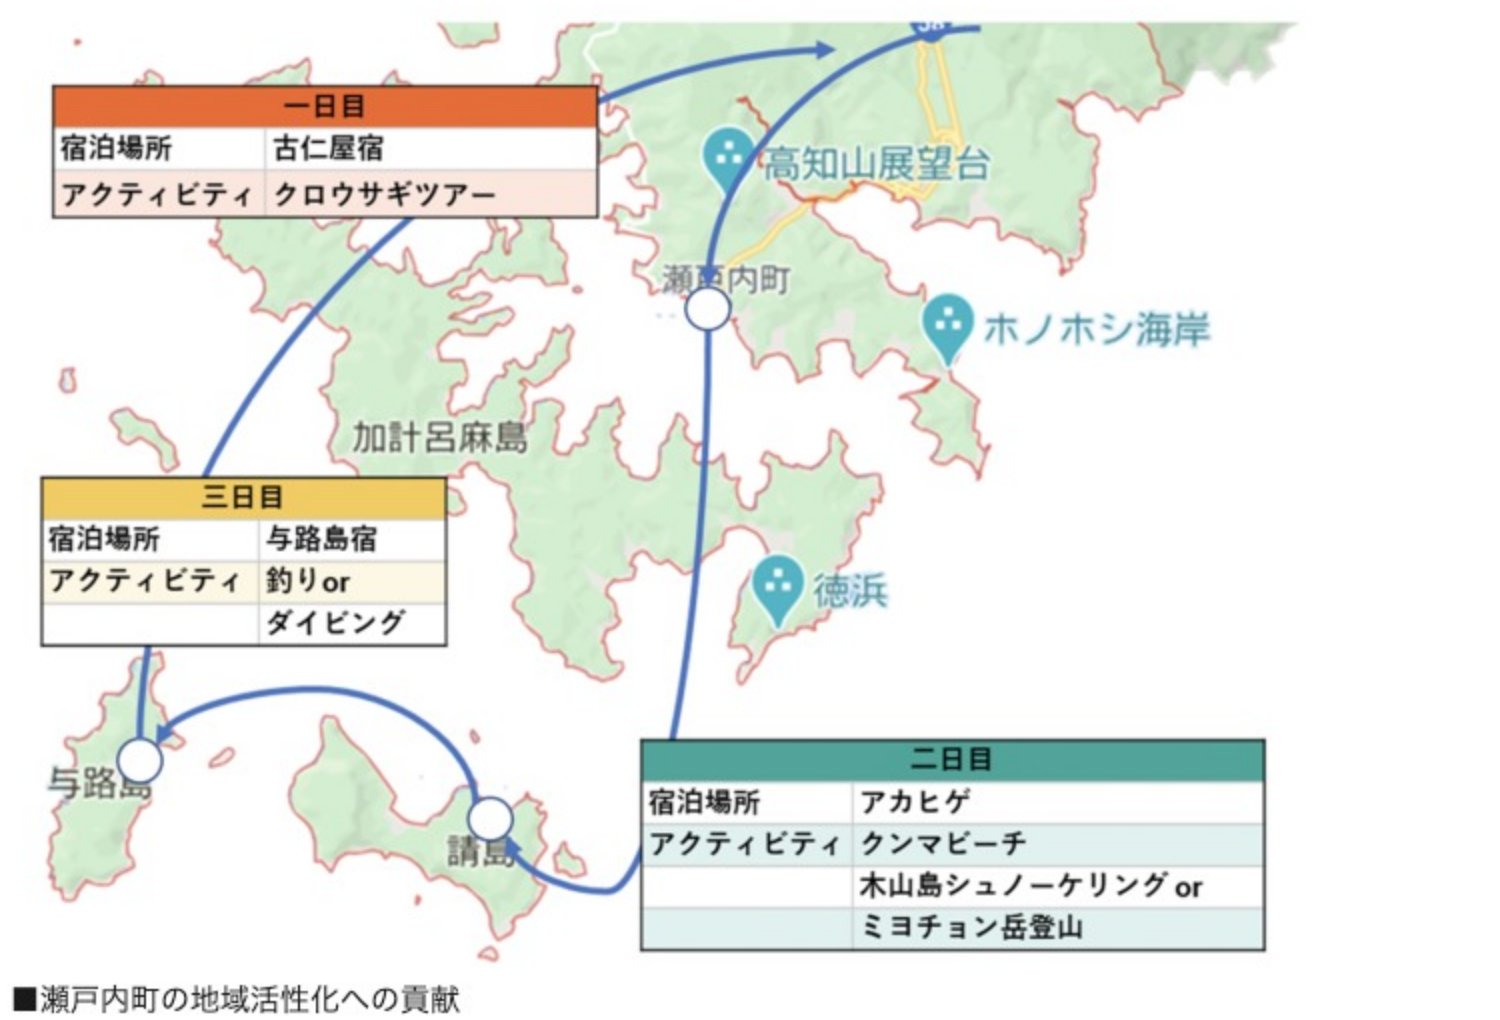 58
一日目
宿泊場所 古仁屋宿
アクティビティ クロウサギツアー
高知山展望台
瀬戸内町
ホノホシ海岸
加計呂麻島
三日目
宿泊場所 与路島宿
アクティビティ 釣りor
ダイビング
徳浜
与路島
請島
二日目
宿泊場所 アカヒゲ
アクティビティ クンマビーチ
木山島シュノーケリング or
ミヨチョン岳登山
■瀬戸内町の地域活性化への貢献